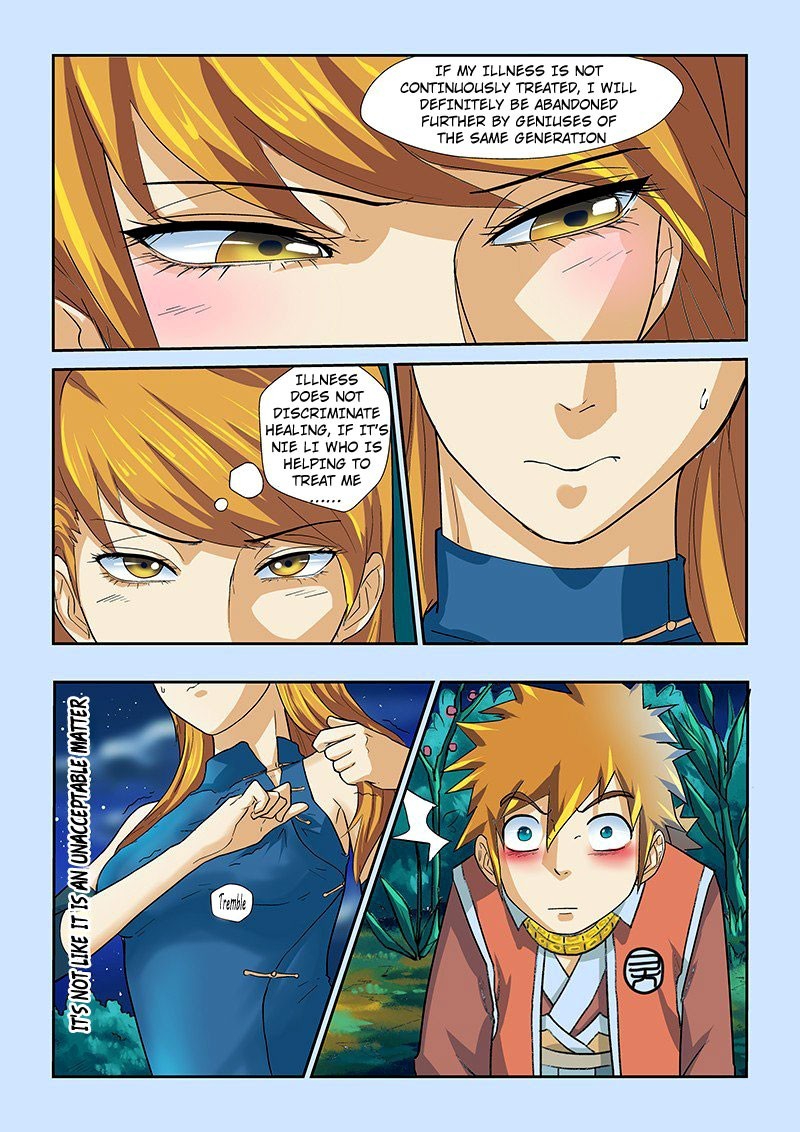 IF MY ILLNESS IS NOT
CONTINUOUSLY TREATED, I WILL
DEFINITELY BE ABANDONED
FURTHER BY GENIUSES OF
THE SAME GENERATION
ILLNESS
DOES NOT
DISCRIMINATE
HEALING, IF IT'S
NIE LI WHO IS
HELPING TO
TREAT ME
......
IT'S NOT LIKE IT IS AN UNACCEPTABLE MATTER
Tremble